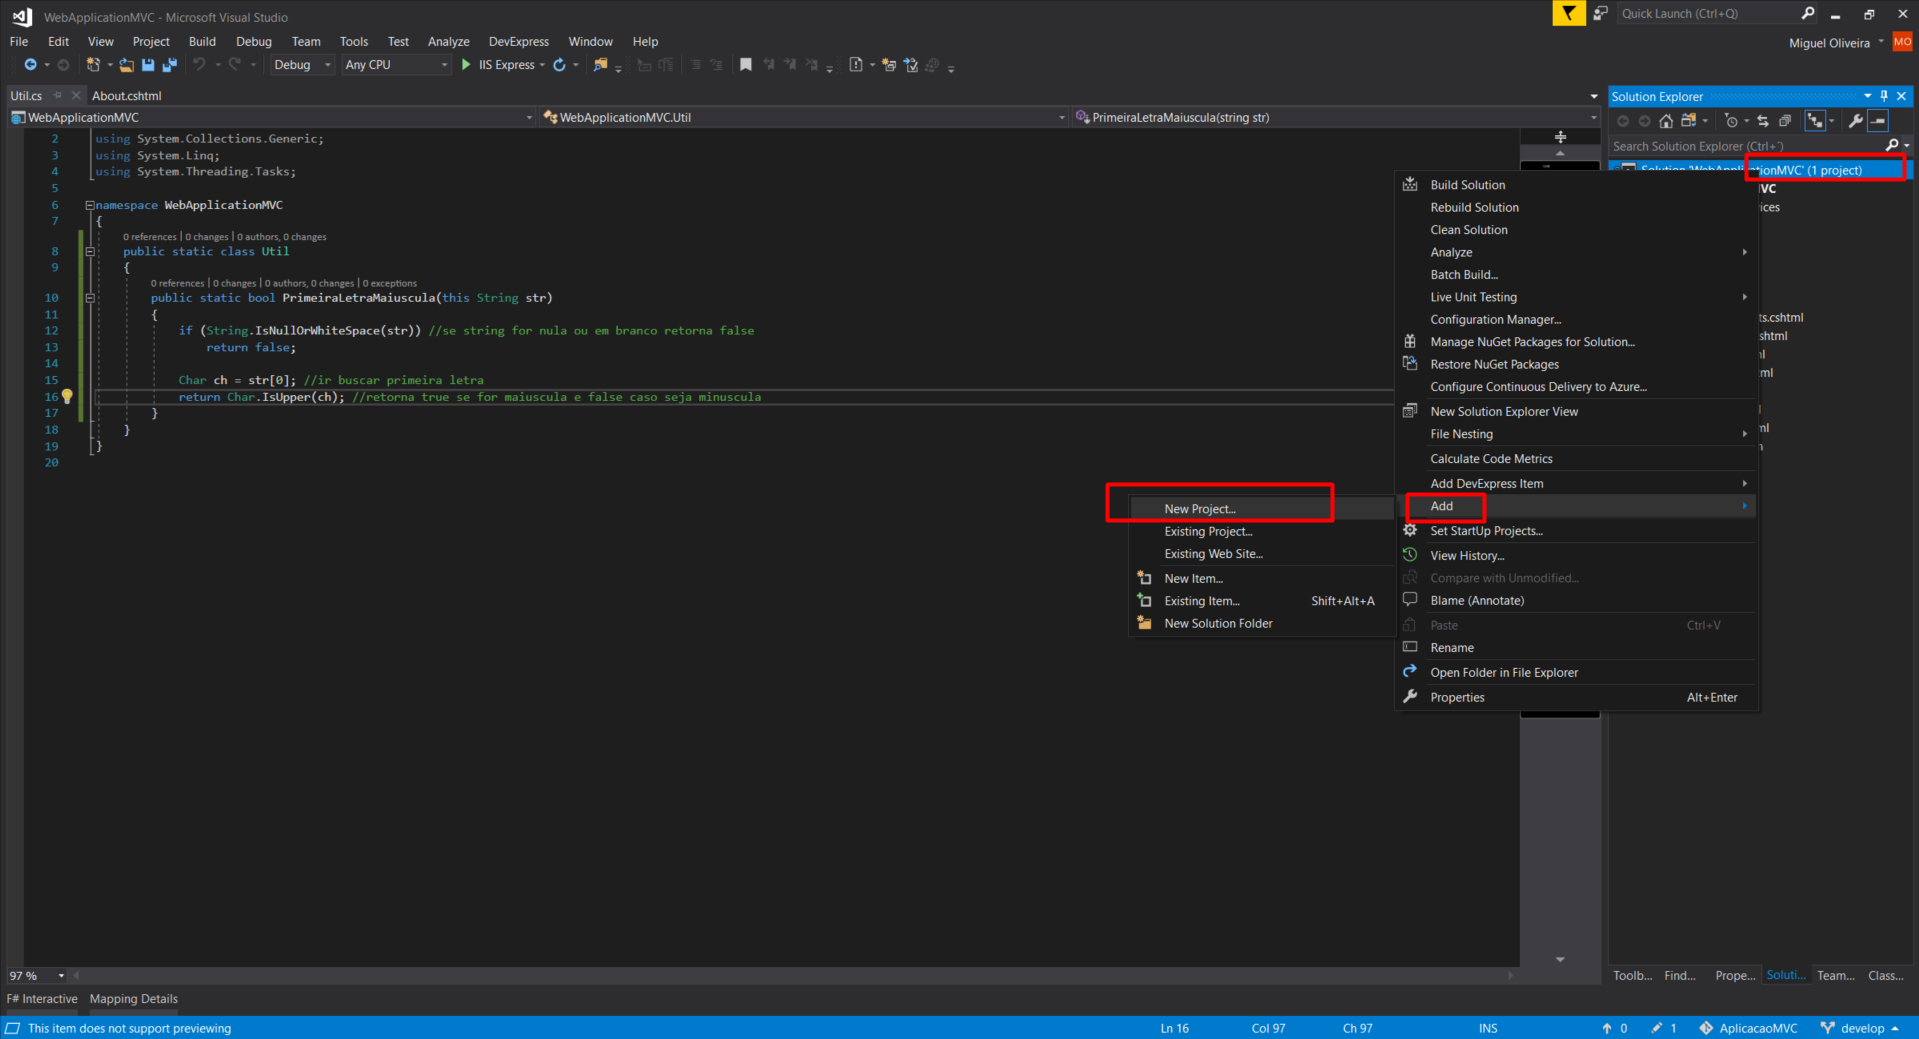 WebApplicationMVC - Microsoft Visual Studio
Quick Launch (Ctrl+Q)
File Edit View Project Build Debug Team Tools Test Analyze DevExpress Window Help
Miguel Oliveira MO
Debug Any CPU IIS Express
Util.cs About.cshtml
Solution Explorer
WebApplicationMVC WebApplicationMVC.Util PrimeiraLetraMaiuscula(string str)
Search Solution Explorer (Ctrl+´)
Solution 'WebApplicationMVC' (1 project)
VC
ices
ts.cshtml
shtml
ml
2 using System.Collections.Generic;
3 using System.Linq;
4 using System.Threading.Tasks;
5
6 namespace WebApplicationMVC
7 {
0 references | 0 changes | 0 authors, 0 changes
8 public static class Util
9 {
0 references | 0 changes | 0 authors, 0 changes | 0 exceptions
10 public static bool PrimeiraLetraMaiuscula(this String str)
11 {
12 if (String.IsNullOrWhiteSpace(str)) //se string for nula ou em branco retorna false
13 return false;
14
15 Char ch = str[0]; //ir buscar primeira letra
16 return Char.IsUpper(ch); //retorna true se for maiuscula e false caso seja minuscula
17 }
18 }
19 }
20
Build Solution
Rebuild Solution
Clean Solution
Analyze
Batch Build...
Live Unit Testing
Configuration Manager...
Manage NuGet Packages for Solution...
Restore NuGet Packages
Configure Continuous Delivery to Azure...
New Solution Explorer View
File Nesting
Calculate Code Metrics
Add DevExpress Item
Add
Set StartUp Projects...
View History...
Compare with Unmodified...
Blame (Annotate)
Paste Ctrl+V
Rename
Open Folder in File Explorer
Properties Alt+Enter
New Project...
Existing Project...
Existing Web Site...
New Item...
Existing Item... Shift+Alt+A
New Solution Folder
97 %
Toolb... Find... Prope... Soluti... Team... Class...
F# Interactive Mapping Details
This item does not support previewing Ln 16 Col 97 Ch 97 INS 0 1 AplicacaoMVC develop